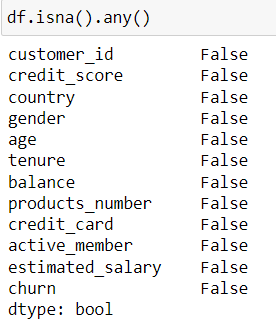 df.isna().any()
customer_id False
credit_score False
country False
gender False
age False
tenure False
balance False
products_number False
credit_card False
active_member False
estimated_salary False
churn False
dtype: bool